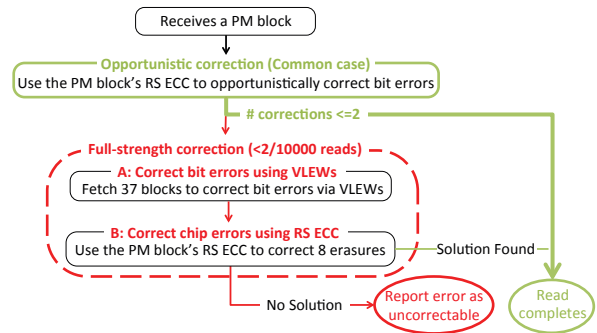 Receives a PM block
Opportunistic correction (Common case)
Use the PM block's RS ECC to opportunistically correct bit errors
# corrections <=2
Full-strength correction (<2/10000 reads)
A: Correct bit errors using VLEWs
Fetch 37 blocks to correct bit errors via VLEWs
B: Correct chip errors using RS ECC
Use the PM block's RS ECC to correct 8 erasures
Solution Found
No Solution
Report error as
uncorrectable
Read
completes